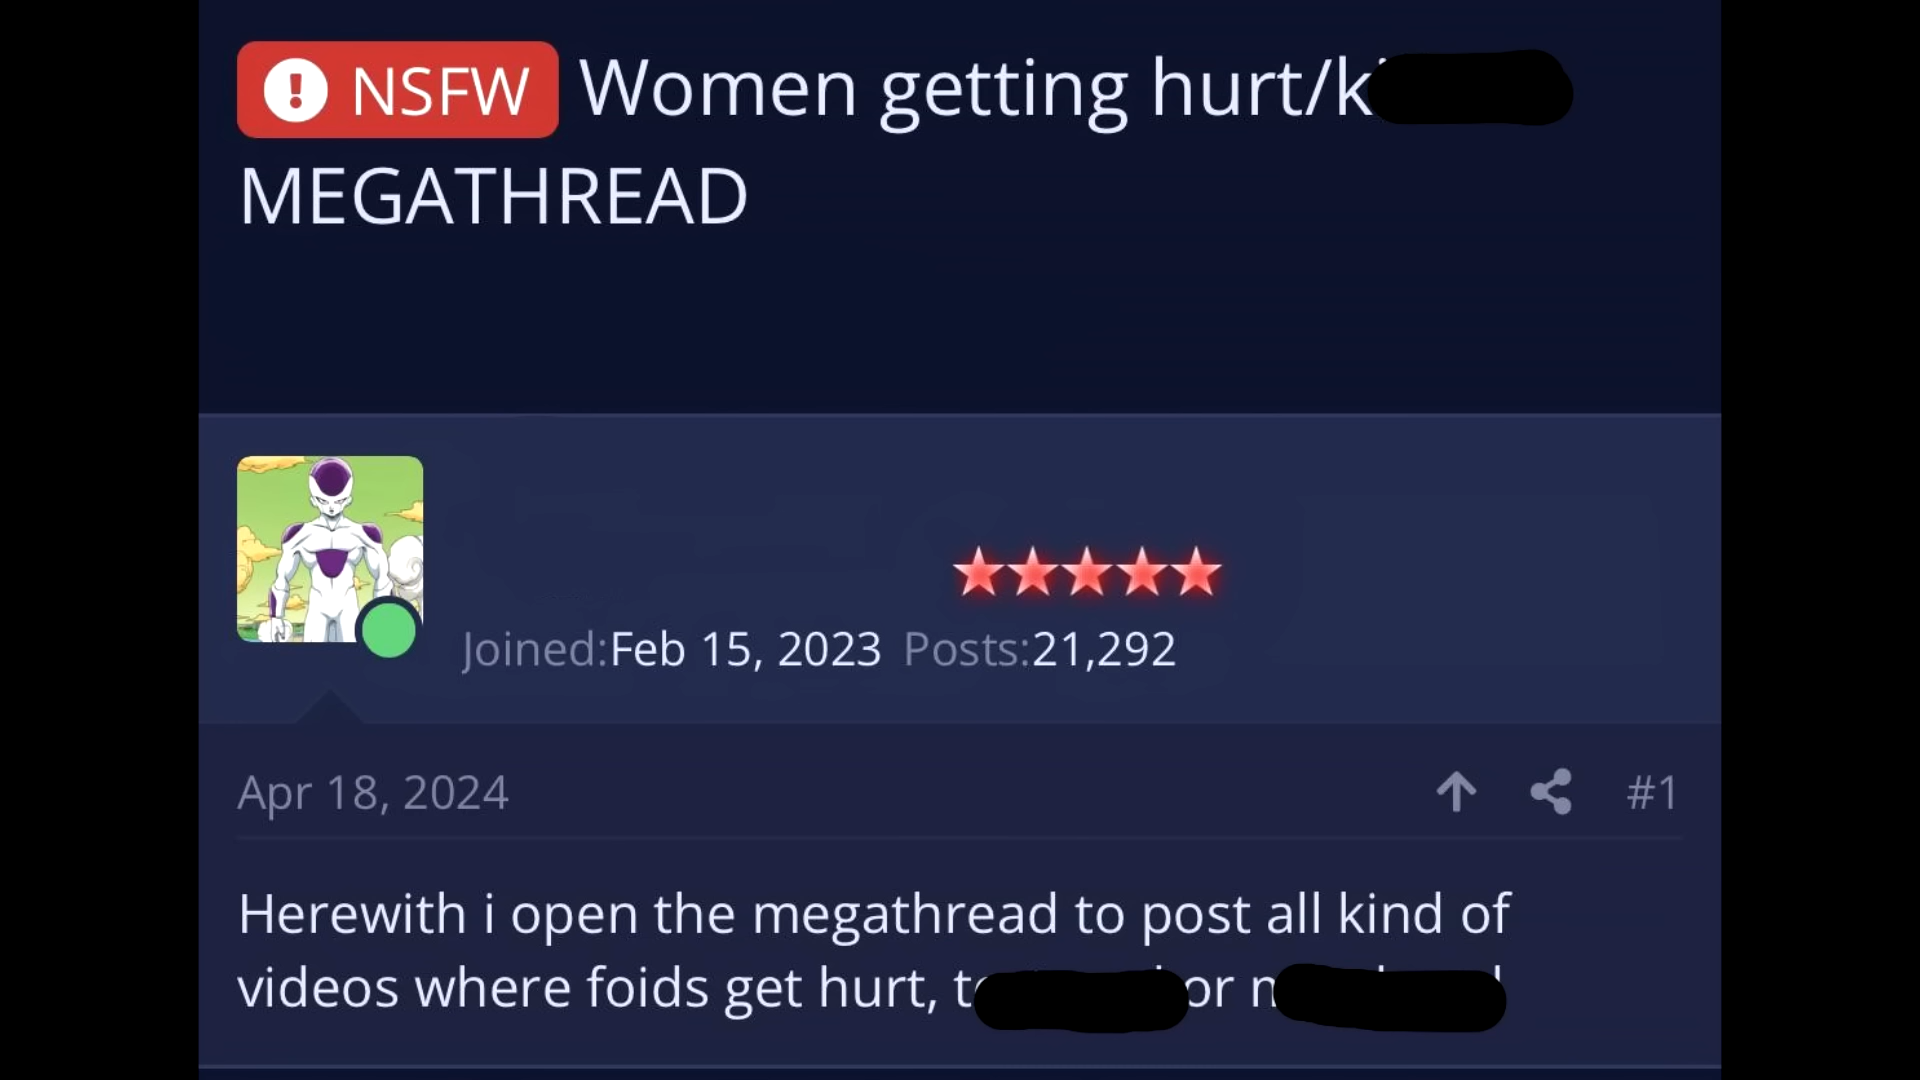 NSFW Women getting hurt/
MEGATHREAD
Joined:Feb 15, 2023 Posts:21,292
Apr 18, 2024 #1
Herewith i open the megathread to post all kind of
videos where foids get hurt, or